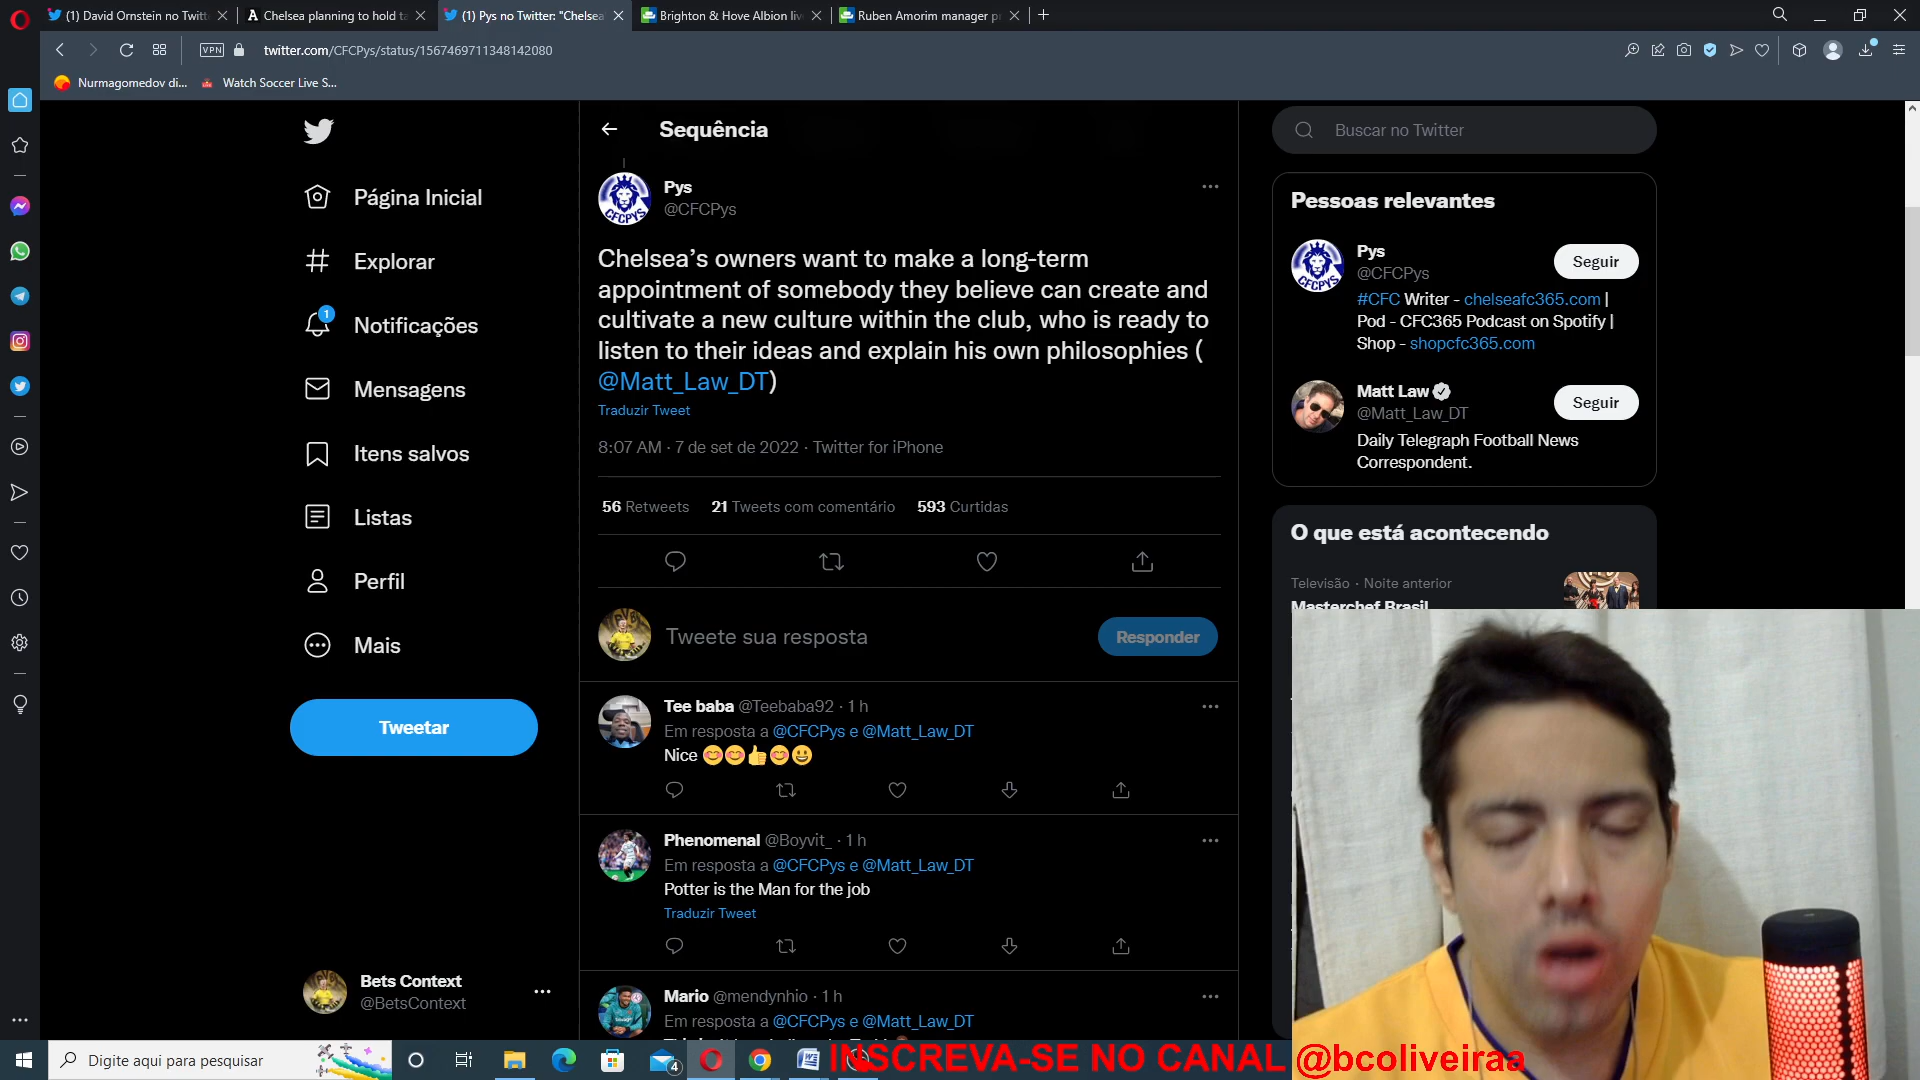 (1) David Ornstein no Twitt
Chelsea planning to hold ta
(1) Pys no Twitter: "Chelsea
Brighton & Hove Albion liv
Ruben Amorim manager p
VPN
twitter.com/CFCPys/status/1567469711348142080
Nurmagomedov di...
Watch Soccer Live S...
Página Inicial
Explorar
1
Notificações
Mensagens
Itens salvos
Listas
Perfil
Mais
Tweetar
Bets Context
@BetsContext
Sequência
Pys
@CFCPys
Chelsea’s owners want to make a long-term
appointment of somebody they believe can create and
cultivate a new culture within the club, who is ready to
listen to their ideas and explain his own philosophies (
@Matt_Law_DT)
Traduzir Tweet
8:07 AM · 7 de set de 2022 · Twitter for iPhone
56 Retweets 21 Tweets com comentário 593 Curtidas
Tweete sua resposta
Responder
Tee baba @Teebaba92 · 1 h
Em resposta a @CFCPys e @Matt_Law_DT
Nice 😊😊👍😊😃
Phenomenal @Boyvit_ · 1 h
Em resposta a @CFCPys e @Matt_Law_DT
Potter is the Man for the job
Traduzir Tweet
Mario @mendynhio · 1 h
Em resposta a @CFCPys e @Matt_Law_DT
Buscar no Twitter
Pessoas relevantes
Pys
@CFCPys
Seguir
#CFC Writer - chelseafc365.com |
Pod - CFC365 Podcast on Spotify |
Shop - shopcfc365.com
Matt Law
@Matt_Law_DT
Seguir
Daily Telegraph Football News
Correspondent.
O que está acontecendo
Televisão · Noite anterior
Masterchef Brasil
Digite aqui para pesquisar
4
INSCREVA-SE NO CANAL @bcoliveiraa